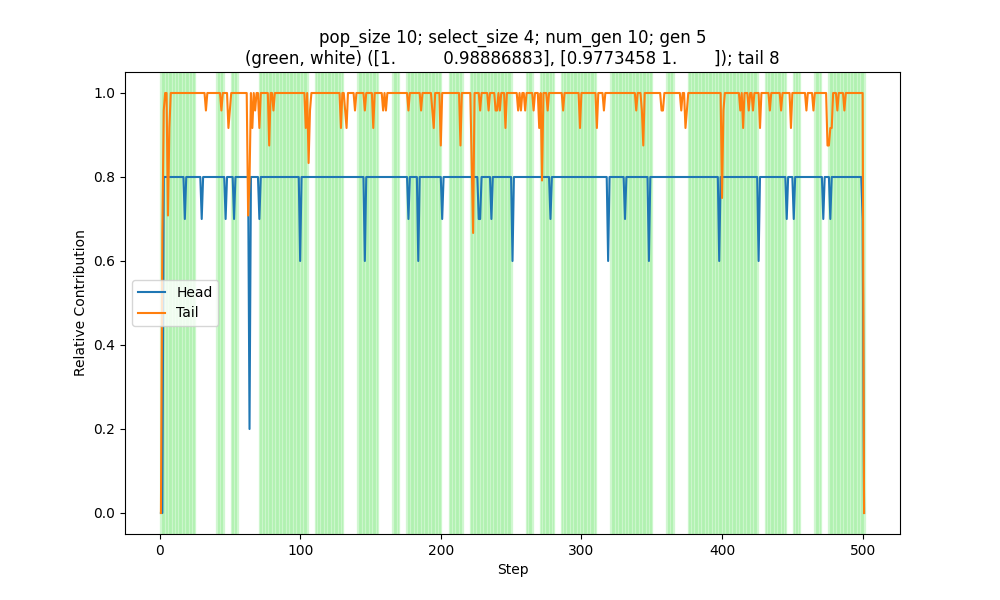 pop_size 10; select_size 4; num_gen 10; gen 5
(green, white) ([1. 0.98886883], [0.9773458 1. ]); tail 8
1.0
0.8
0.6
0.4
0.2
0.0
Relative Contribution
Head
Tail
0 100 200 300 400 500
Step